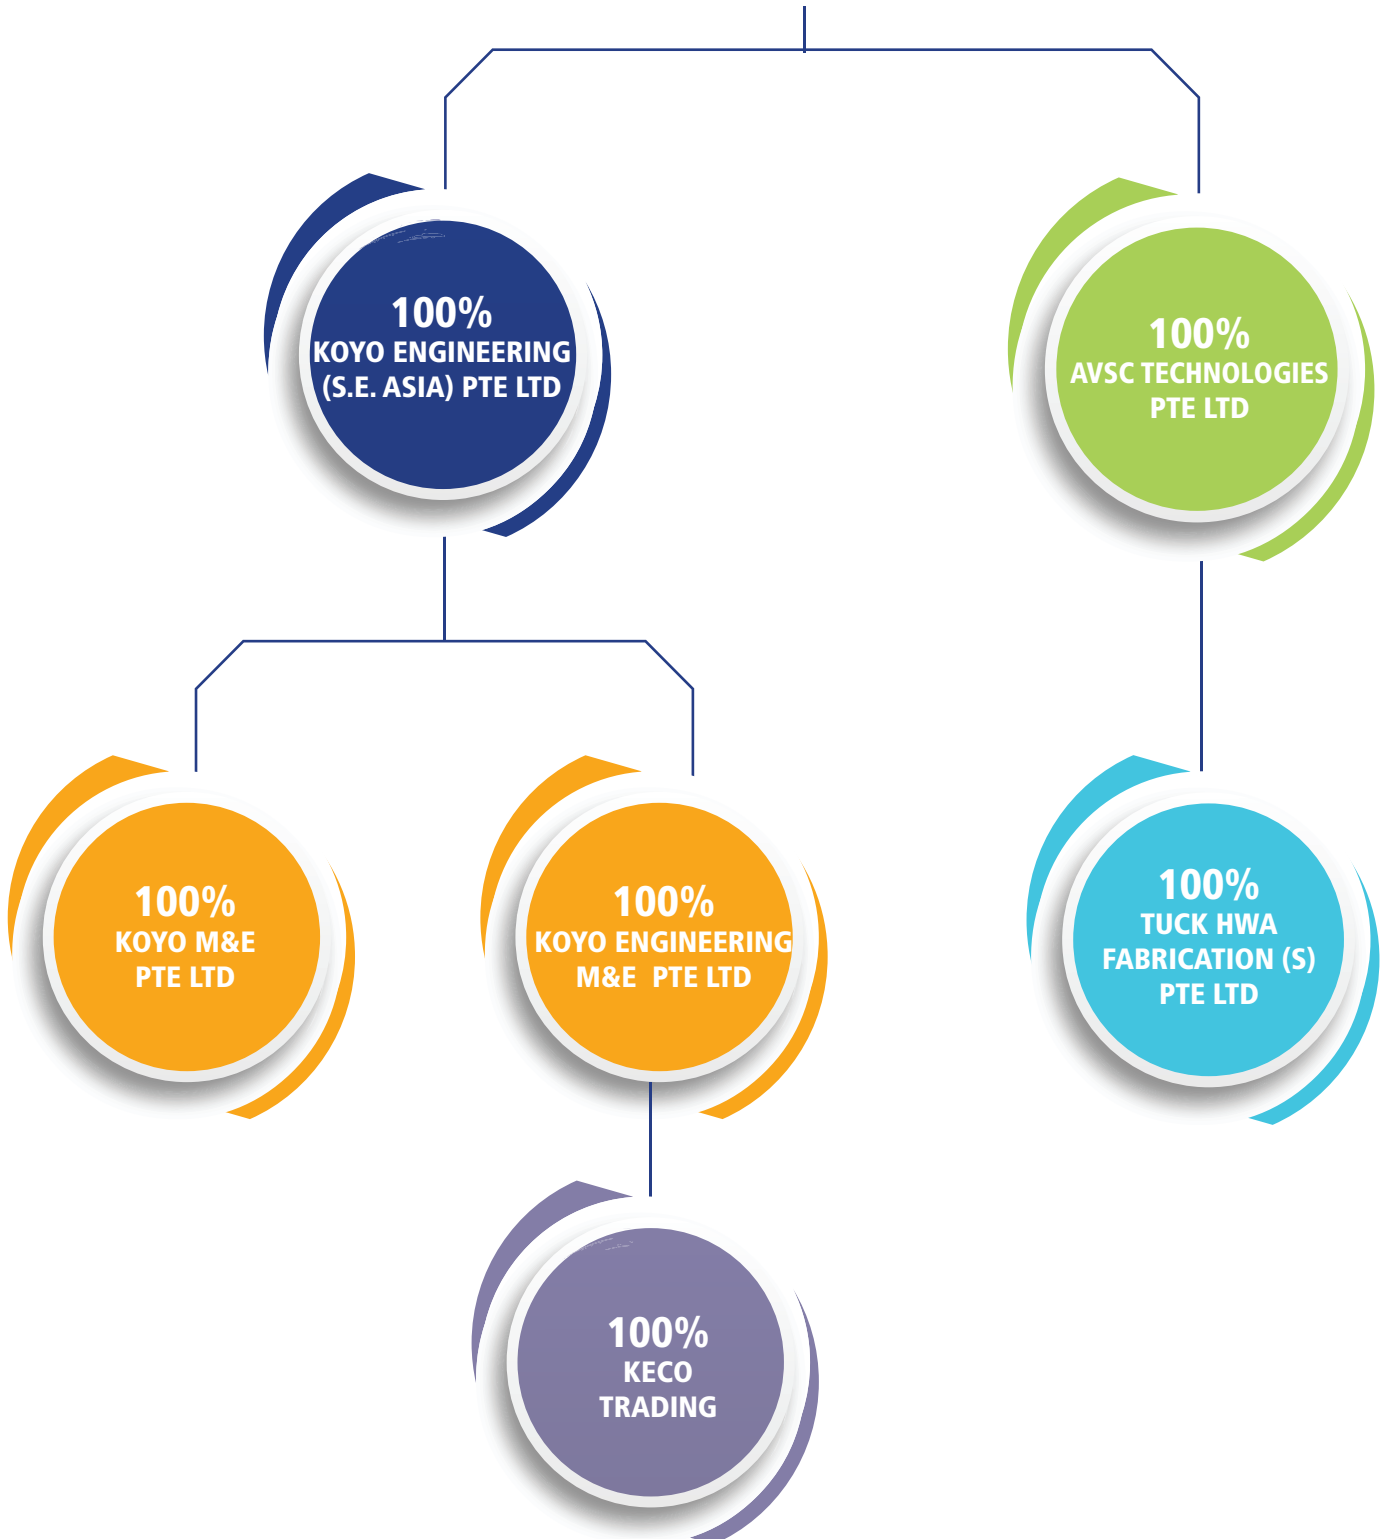 100%
KOYO ENGINEERING
(S.E. ASIA) PTE LTD
100%
AVSC TECHNOLOGIES
PTE LTD
100%
KOYO M&E
PTE LTD
100%
KOYO ENGINEERING
M&E PTE LTD
100%
TUCK HWA
FABRICATION (S)
PTE LTD
100%
KECO
TRADING